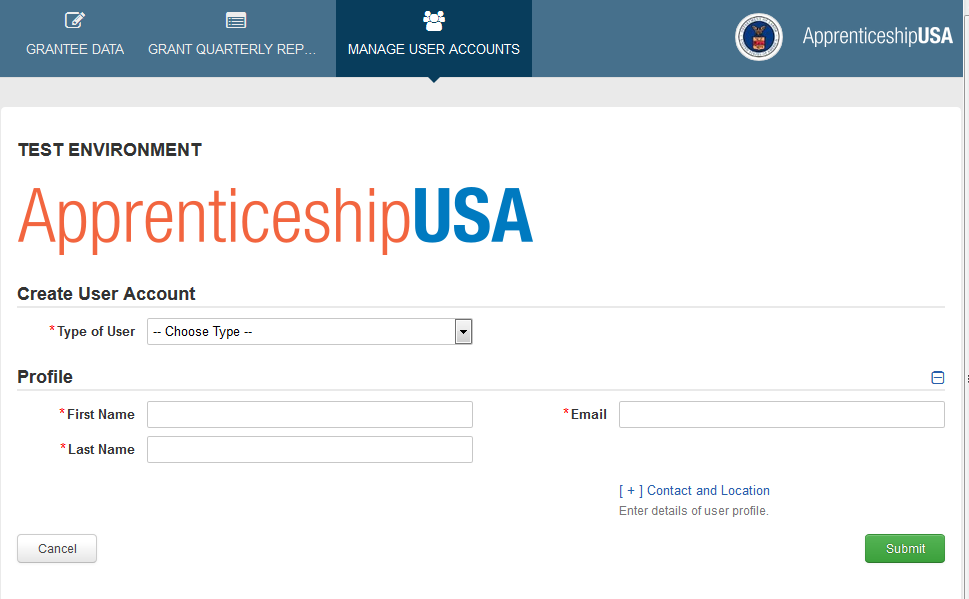 GRANTEE DATA
GRANT QUARTERLY REP...
MANAGE USER ACCOUNTS
ApprenticeshipUSA
TEST ENVIRONMENT
ApprenticeshipUSA
Create User Account
*Type of User
-- Choose Type --
Profile
*First Name
*Email
*Last Name
[ + ] Contact and Location
Enter details of user profile.
Cancel
Submit